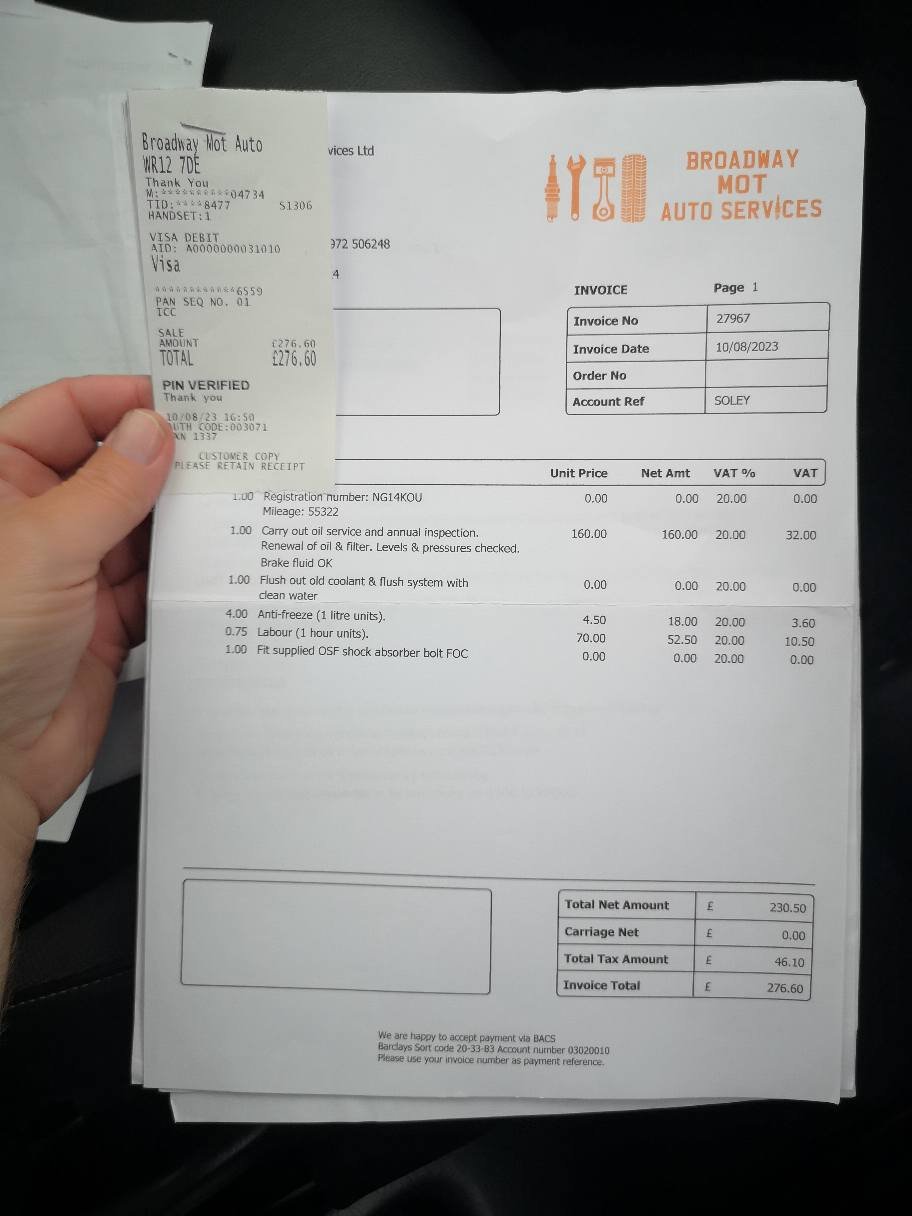 Broadway Mot Auto
WR12 7DE
Thank You
M:**********04734
TID:****8477 S1306
HANDSET:1
VISA DEBIT
AID: A0000000031010
Visa
************6559
PAN SEQ NO. 01
ICC
SALE
AMOUNT £276.60
TOTAL £276.60
PIN VERIFIED
Thank you
10/08/23 16:50
AUTH CODE:003071
TXN 1337
CUSTOMER COPY
PLEASE RETAIN RECEIPT
vices Ltd
972 506248
4
BROADWAY
MOT
AUTO SERVICES
INVOICE Page 1
Invoice No 27967
Invoice Date 10/08/2023
Order No
Account Ref SOLEY
Unit Price Net Amt VAT % VAT
1.00 Registration number: NG14KOU 0.00 0.00 20.00 0.00
Mileage: 55322
1.00 Carry out oil service and annual inspection. 160.00 160.00 20.00 32.00
Renewal of oil & filter. Levels & pressures checked.
Brake fluid OK
1.00 Flush out old coolant & flush system with 0.00 0.00 20.00 0.00
clean water
4.00 Anti-freeze (1 litre units). 4.50 18.00 20.00 3.60
0.75 Labour (1 hour units). 70.00 52.50 20.00 10.50
1.00 Fit supplied OSF shock absorber bolt FOC 0.00 0.00 20.00 0.00
Total Net Amount £ 230.50
Carriage Net £ 0.00
Total Tax Amount £ 46.10
Invoice Total £ 276.60
We are happy to accept payment via BACS
Barclays Sort code 20-33-83 Account number 03020010
Please use your invoice number as payment reference.